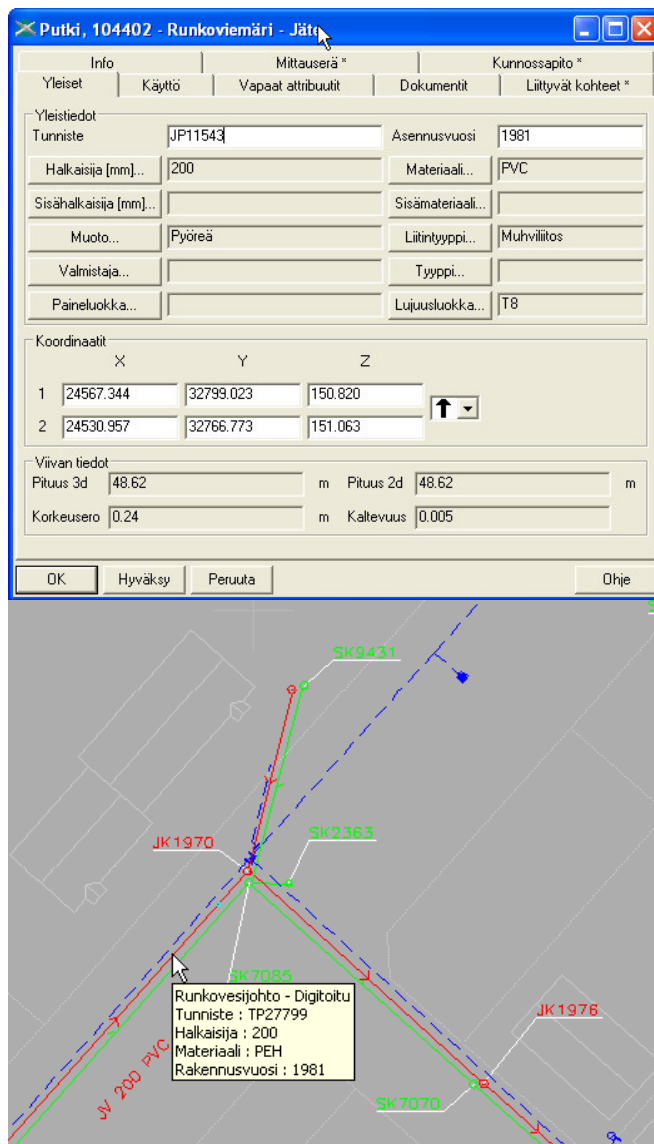 Putki, 104402 - Runkoviemäri - Jäte
Info Mittauserä * Kunnossapito *
Yleiset Käyttö Vapaat attribuutit Dokumentit Liittyvät kohteet *
Yleistiedot
Tunniste JP11543 Asennusvuosi 1981
Halkaisija [mm]... 200 Materiaali... PVC
Sisähalkaisija [mm]... Sisämateriaali...
Muoto... Pyöreä Liitintyyppi... Muhviliitos
Valmistaja... Tyyppi...
Paineluokka... Lujuusluokka... T8
Koordinaatit
X Y Z
1 24567.344 32799.023 150.820
2 24530.957 32766.773 151.063
Viivan tiedot
Pituus 3d 48.62 m Pituus 2d 48.62 m
Korkeusero 0.24 m Kaltevuus 0.005
OK Hyväksy Peruuta Ohje
SK9431
JK1970
SK2363
SK7085
Runkovesijohto - Digitoitu
Tunniste : TP27799
Halkaisija : 200
Materiaali : PEH
Rakennusvuosi : 1981
JV 200 PVC
JK1976
SK7070